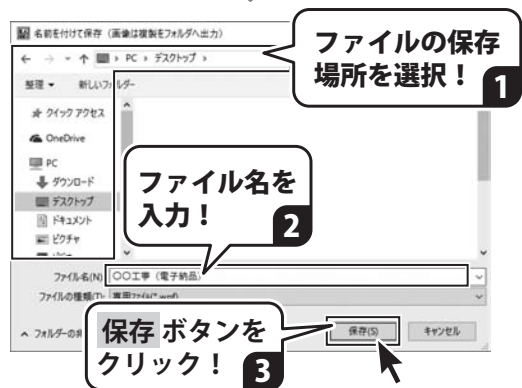 名前を付けて保存（画像は複製をフォルダへ出力）
ファイルの保存
場所を選択！
1
PC › デスクトップ ›
整理 新しいフォルダー
クイック アクセス
OneDrive
PC
ダウンロード
デスクトップ
ドキュメント
ピクチャ
ファイル名を
入力！
2
ファイル名(N): 〇〇工事（電子納品）
ファイルの種類(T): 専用ファイル(*.wpf)
フォルダーの非
保存 ボタンを
クリック！
3
保存(S) キャンセル